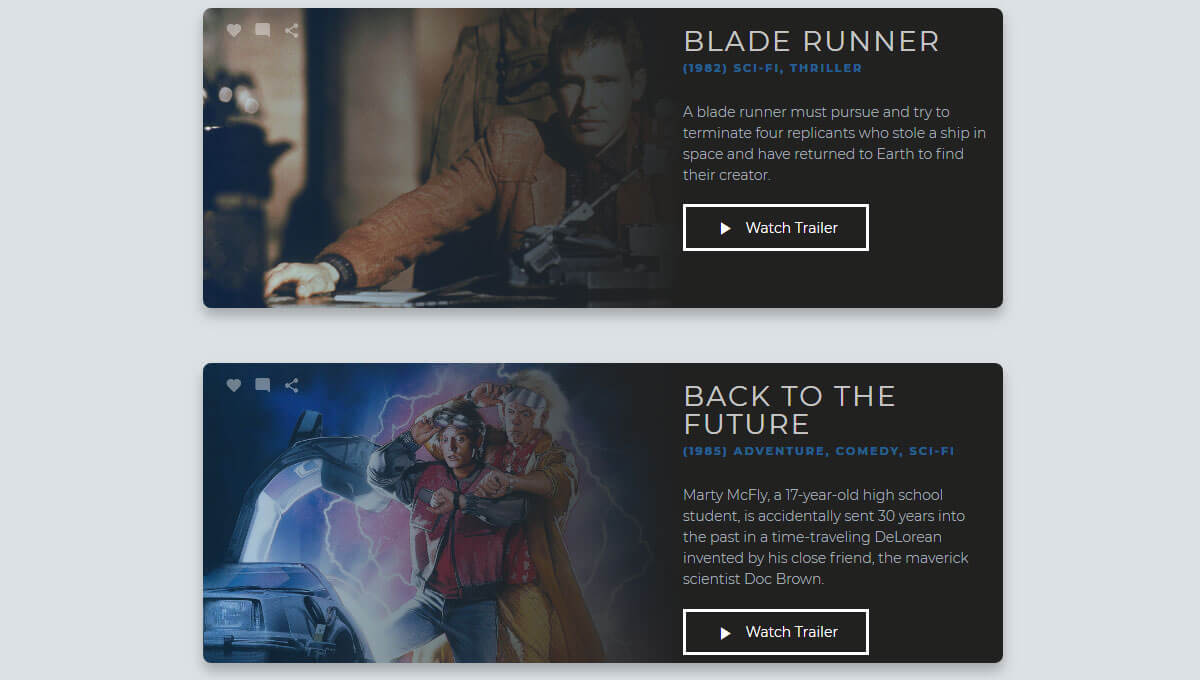 BLADE RUNNER
(1982) SCI-FI, THRILLER
A blade runner must pursue and try to
terminate four replicants who stole a ship in
space and have returned to Earth to find
their creator.
Watch Trailer
BACK TO THE
FUTURE
(1985) ADVENTURE, COMEDY, SCI-FI
Marty McFly, a 17-year-old high school
student, is accidentally sent 30 years into
the past in a time-traveling DeLorean
invented by his close friend, the maverick
scientist Doc Brown.
Watch Trailer